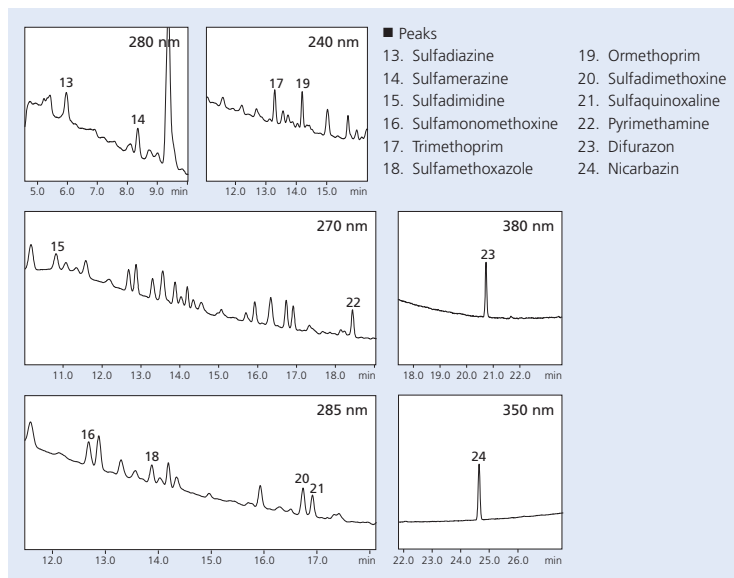 280 nm
13
14
5.0 6.0 7.0 8.0 9.0 min
240 nm
17 19
12.0 13.0 14.0 15.0 min
■ Peaks
13. Sulfadiazine
14. Sulfamerazine
15. Sulfadimidine
16. Sulfamonomethoxine
17. Trimethoprim
18. Sulfamethoxazole
19. Ormethoprim
20. Sulfadimethoxine
21. Sulfaquinoxaline
22. Pyrimethamine
23. Difurazon
24. Nicarbazin
270 nm
15
22
11.0 12.0 13.0 14.0 15.0 16.0 17.0 18.0 min
380 nm
23
18.0 19.0 20.0 21.0 22.0 min
285 nm
16
18
20
21
12.0 13.0 14.0 15.0 16.0 17.0 min
350 nm
24
22.0 23.0 24.0 25.0 26.0 min